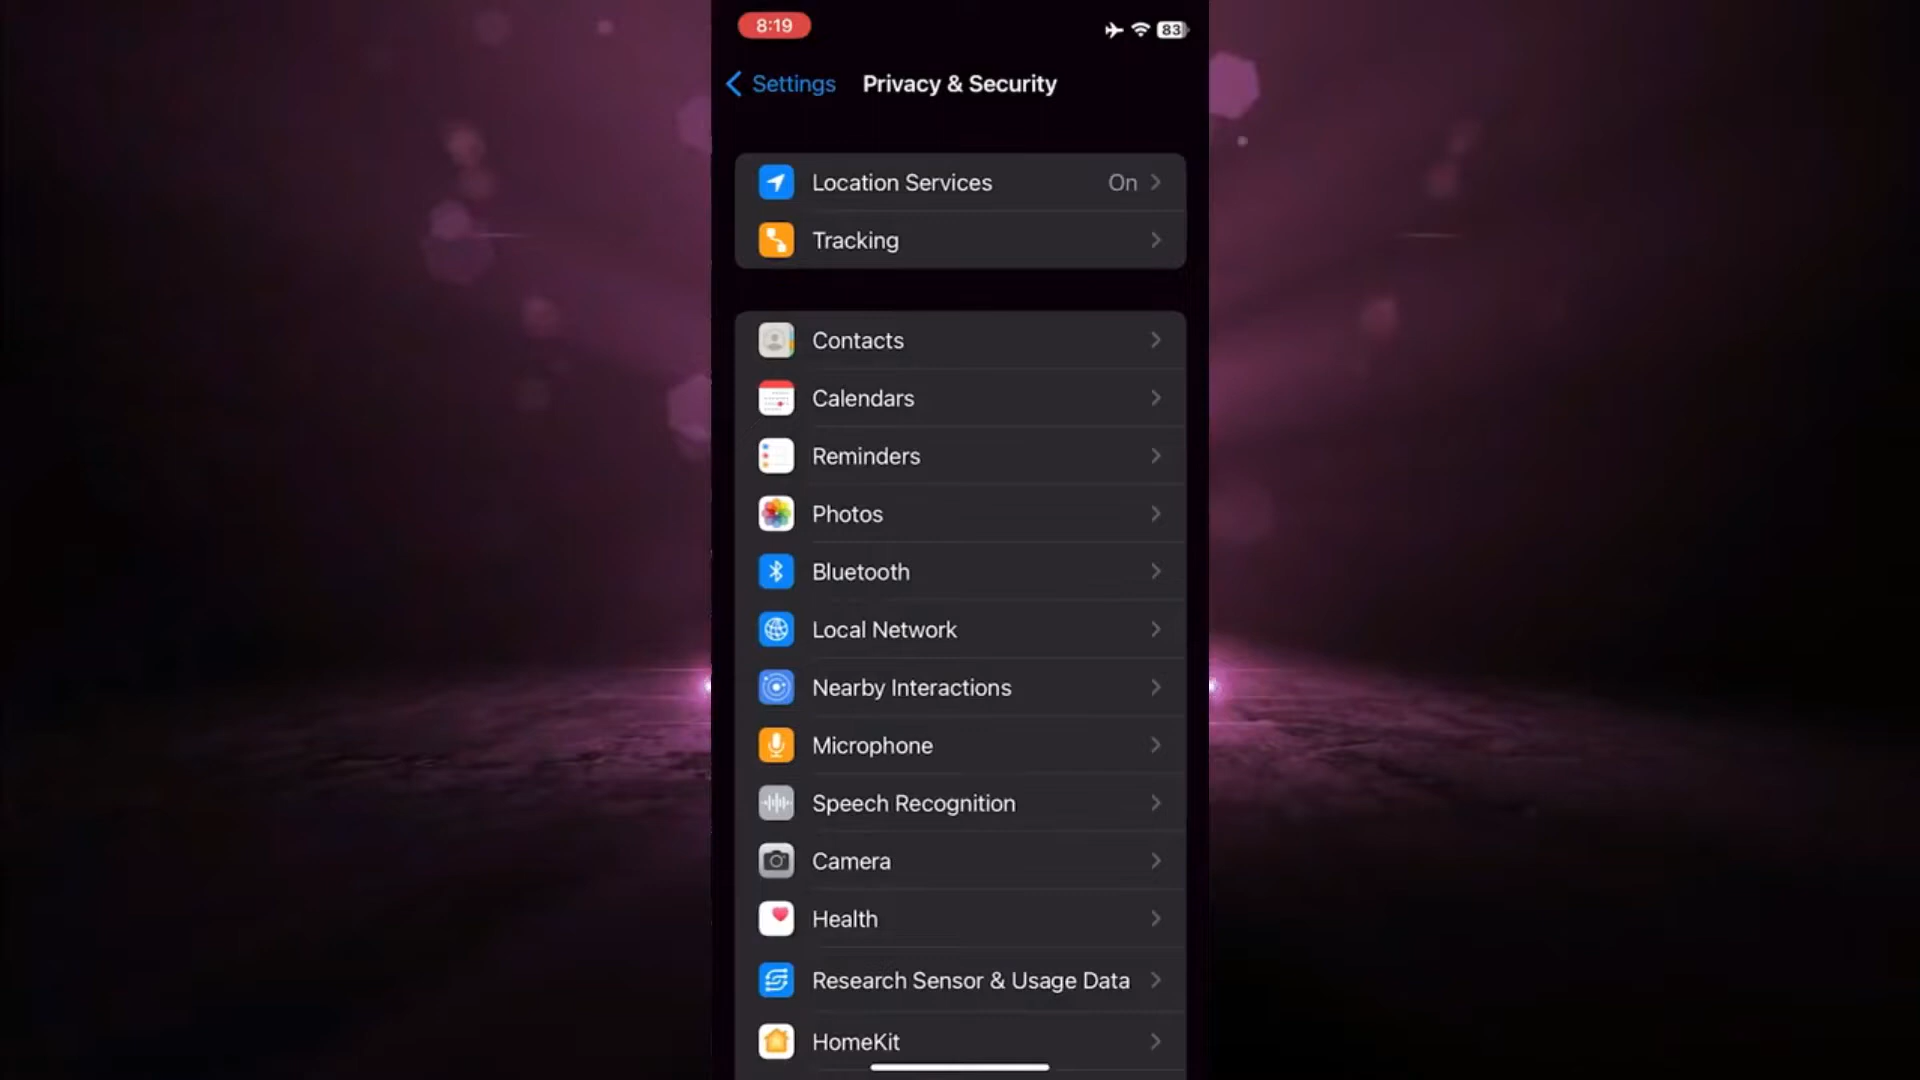 8:19
83
Settings
Privacy & Security
Location Services On
Tracking
Contacts
Calendars
Reminders
Photos
Bluetooth
Local Network
Nearby Interactions
Microphone
Speech Recognition
Camera
Health
Research Sensor & Usage Data
HomeKit